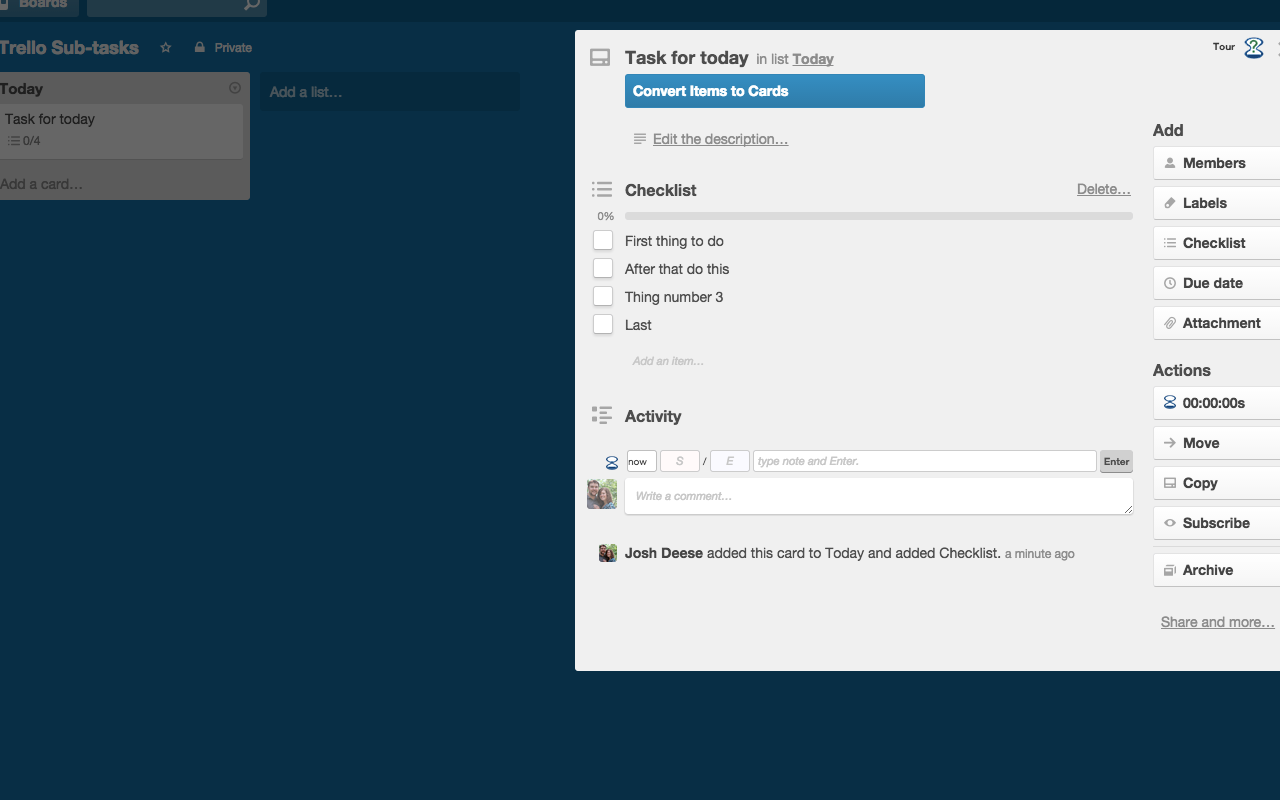 Boards
Trello Sub-tasks
Private
Today
Task for today
0/4
Add a card…
Add a list…
Task for today in list Today
Tour
Convert Items to Cards
Edit the description…
Checklist
Delete…
0%
First thing to do
After that do this
Thing number 3
Last
Add an item…
Activity
now S / E type note and Enter. Enter
Write a comment…
Josh Deese added this card to Today and added Checklist. a minute ago
Add
Members
Labels
Checklist
Due date
Attachment
Actions
00:00:00s
Move
Copy
Subscribe
Archive
Share and more…